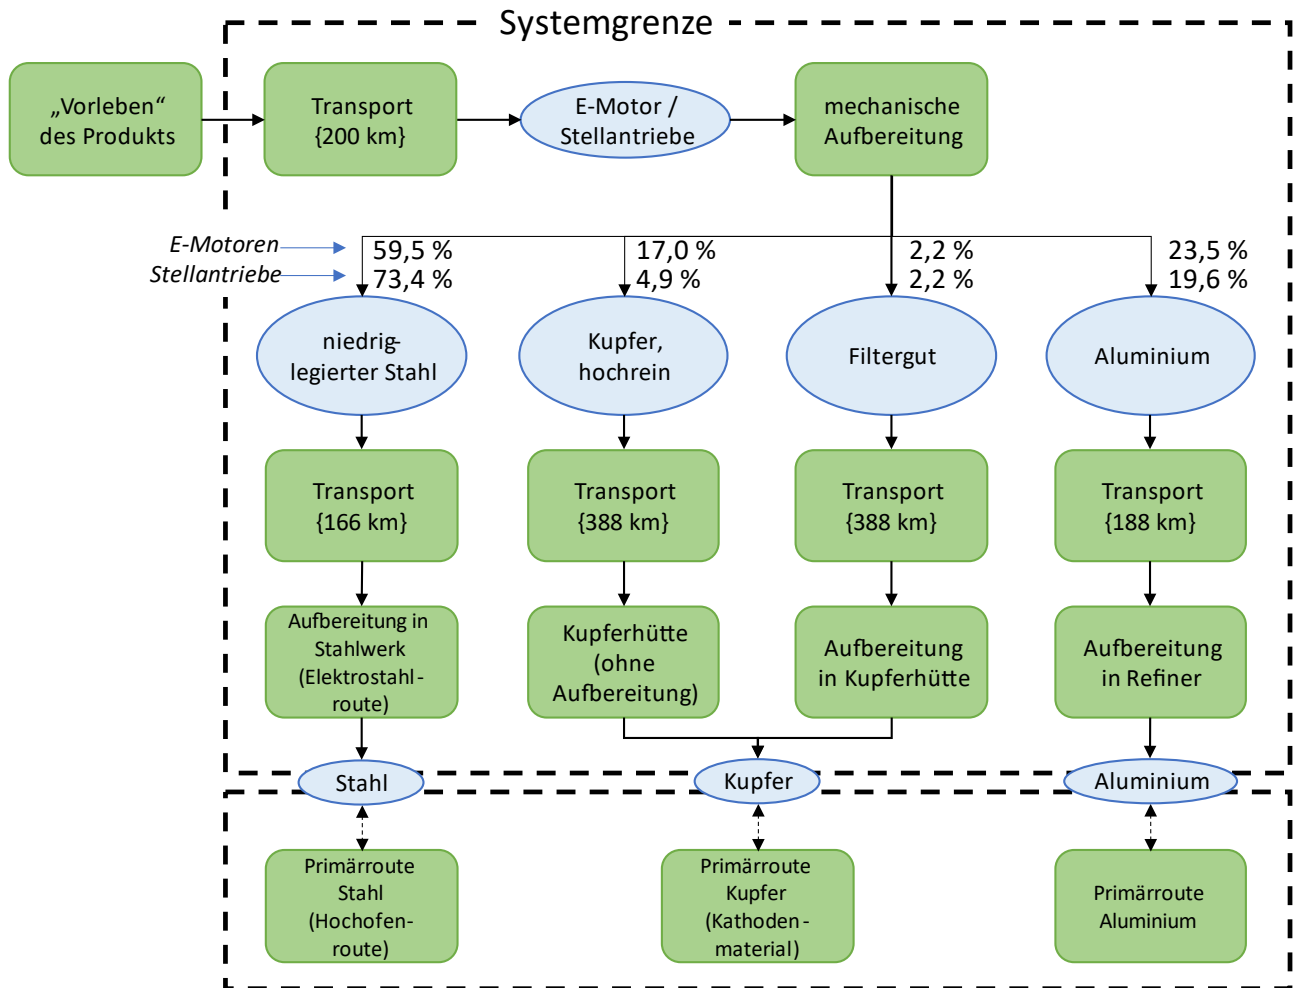 Systemgrenze
„Vorleben“
des Produkts
Transport
{200 km}
E-Motor /
Stellantriebe
mechanische
Aufbereitung
E-Motoren
59,5 %
17,0 %
2,2 %
23,5 %
Stellantriebe
73,4 %
4,9 %
2,2 %
19,6 %
niedrig-
legierter Stahl
Kupfer,
hochrein
Filtergut
Aluminium
Transport
{166 km}
Transport
{388 km}
Transport
{388 km}
Transport
{188 km}
Aufbereitung in
Stahlwerk
(Elektrostahl-
route)
Kupferhütte
(ohne
Aufbereitung)
Aufbereitung
in Kupferhütte
Aufbereitung
in Refiner
Stahl
Kupfer
Aluminium
Primärroute
Stahl
(Hochofen-
route)
Primärroute
Kupfer
(Kathoden-
material)
Primärroute
Aluminium